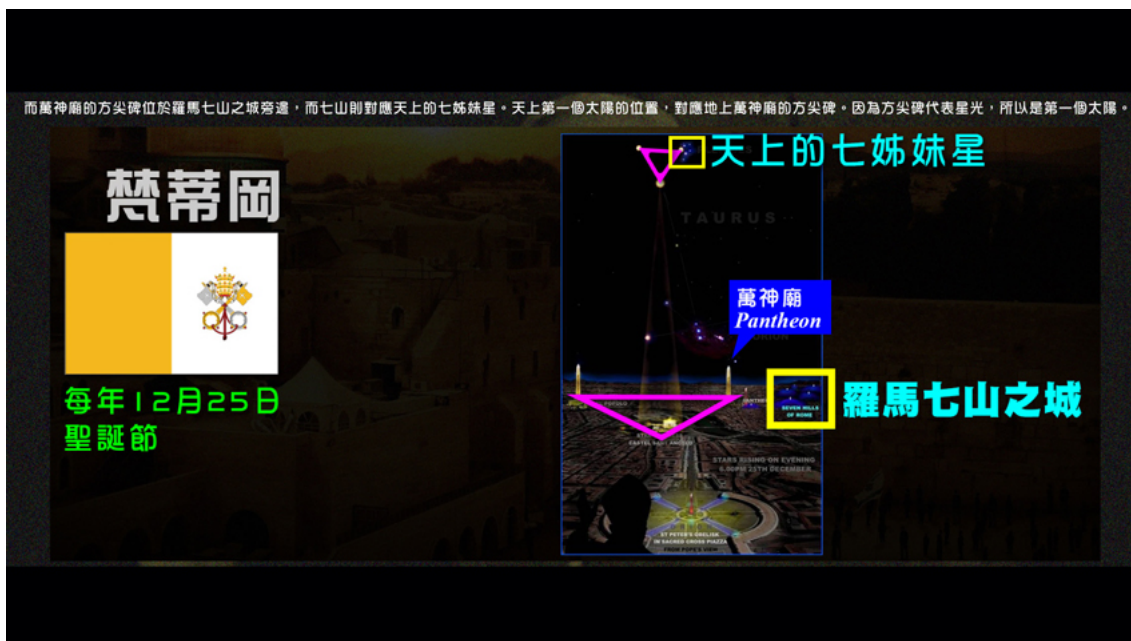 而萬神廟的方尖碑位於羅馬七山之城旁邊，而七山則對應天上的七姊妹星。天上第一個太陽的位置，對應地上萬神廟的方尖碑。因為方尖碑代表星光，所以是第一個太陽。
天上的七姊妹星
梵蒂岡
TAURUS
萬神廟
Pantheon
每年12月25日
聖誕節
羅馬七山之城
SEVEN HILLS
OF ROME
STARS RISING ON EVENING
6.00PM 25TH DECEMBER
ST PETER'S OBELISK
IN SACRED CROSS PIAZZA
FROM POPE'S VIEW